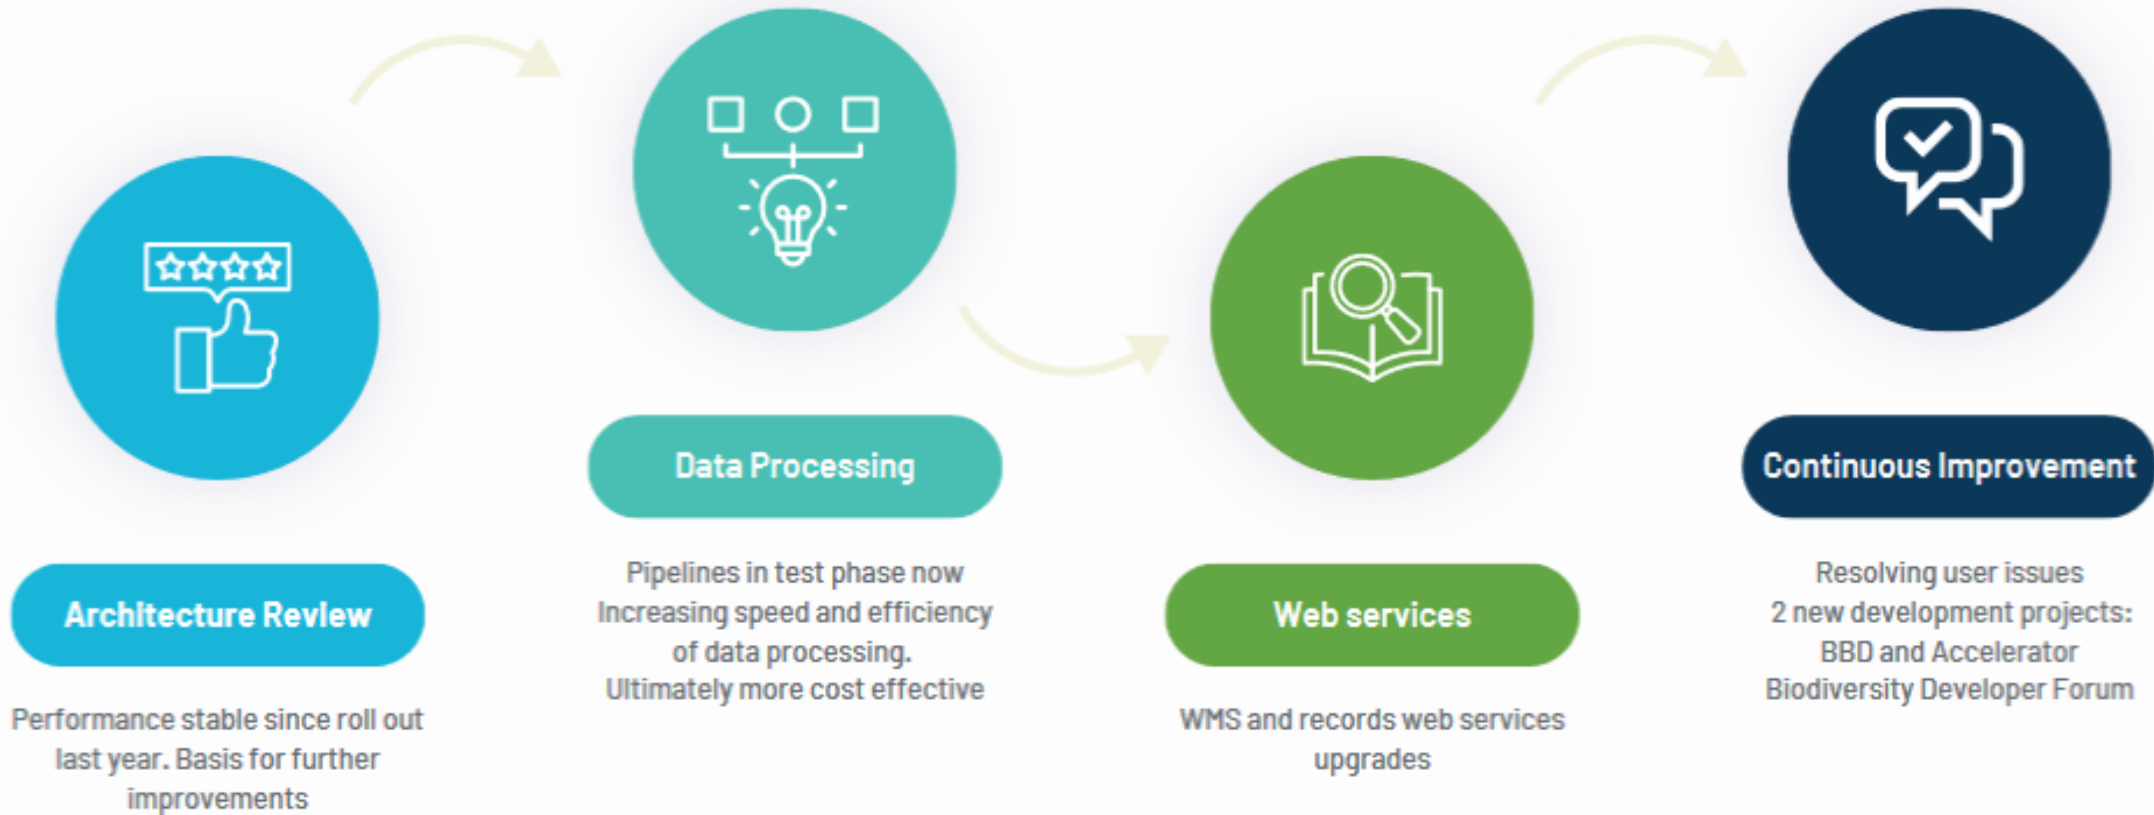 Architecture Review
Performance stable since roll out
last year. Basis for further
improvements
Data Processing
Pipelines in test phase now
Increasing speed and efficiency
of data processing.
Ultimately more cost effective
Web services
WMS and records web services
upgrades
Continuous Improvement
Resolving user issues
2 new development projects:
BBD and Accelerator
Biodiversity Developer Forum